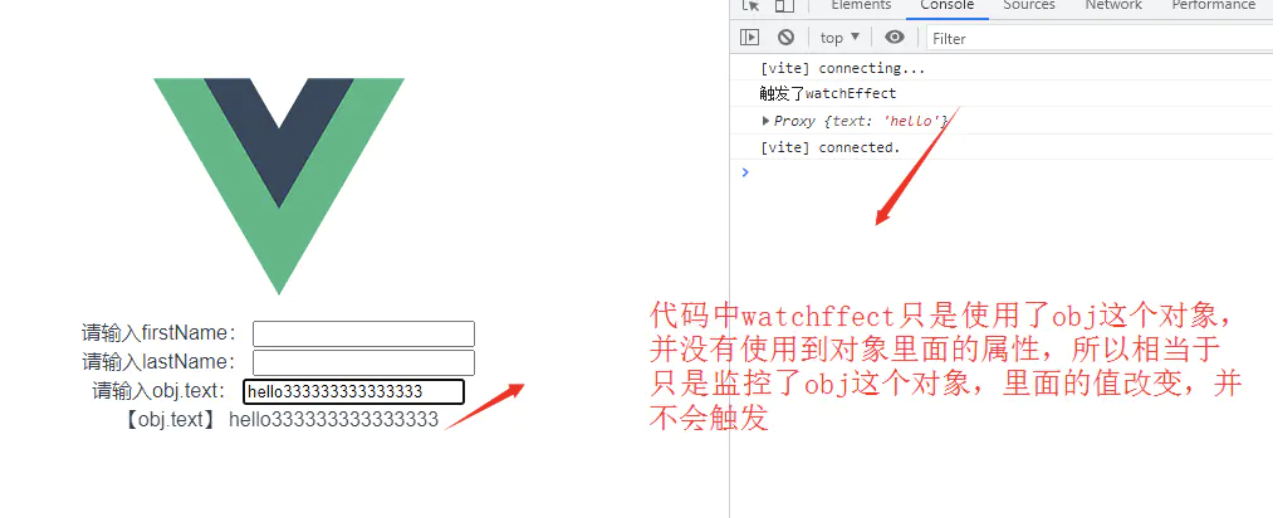 Elements Console Sources Network Performance
top Filter
[vite] connecting...
触发了watchEffect
Proxy {text: 'hello'}
[vite] connected.
请输入firstName：
请输入lastName：
请输入obj.text： hello333333333333333
【obj.text】 hello333333333333333
代码中watchffect只是使用了obj这个对象，
并没有使用到对象里面的属性，所以相当于
只是监控了obj这个对象，里面的值改变，并
不会触发